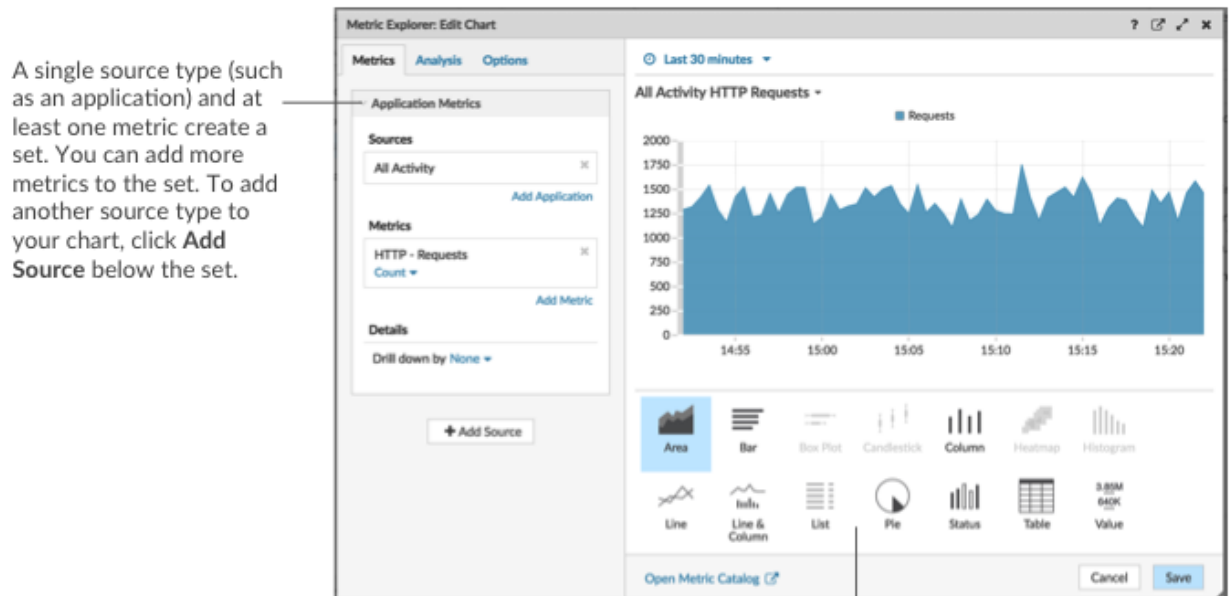 A single source type (such
as an application) and at
least one metric create a
set. You can add more
metrics to the set. To add
another source type to
your chart, click Add
Source below the set.
Metric Explorer: Edit Chart
?
Metrics Analysis Options
Application Metrics
Sources
All Activity
Add Application
Metrics
HTTP - Requests
Count
Add Metric
Details
Drill down by None
+ Add Source
Last 30 minutes
All Activity HTTP Requests
Requests
2000
1750
1500
1250
1000
750
500
250
0
14:55 15:00 15:05 15:10 15:15 15:20
Area Bar Box Plot Candlestick Column Heatmap Histogram
3.85M
640K
Line Line & Column List Pie Status Table Value
Open Metric Catalog
Cancel Save